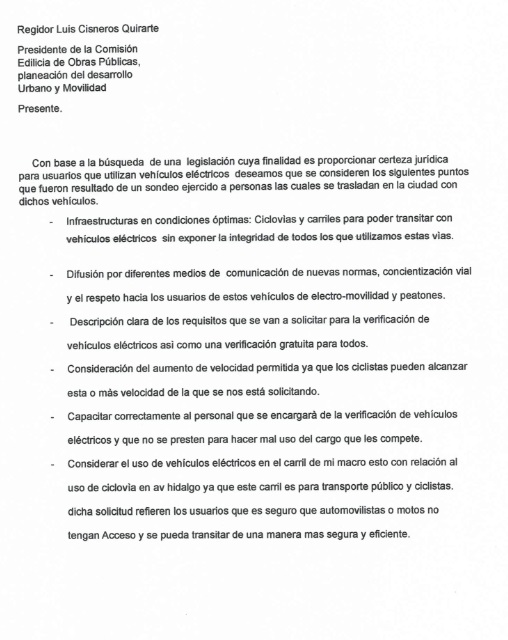 Regidor Luis Cisneros Quirarte
Presidente de la Comisión
Edilicia de Obras Públicas,
planeación del desarrollo
Urbano y Movilidad
Presente.
Con base a la búsqueda de una legislación cuya finalidad es proporcionar certeza jurídica
para usuarios que utilizan vehículos eléctricos deseamos que se consideren los siguientes puntos
que fueron resultado de un sondeo ejercido a personas las cuales se trasladan en la ciudad con
dichos vehículos.
- Infraestructuras en condiciones óptimas: Ciclovías y carriles para poder transitar con
vehículos eléctricos sin exponer la integridad de todos los que utilizamos estas vías.
- Difusión por diferentes medios de comunicación de nuevas normas, concientización vial
y el respeto hacia los usuarios de estos vehículos de electro-movilidad y peatones.
- Descripción clara de los requisitos que se van a solicitar para la verificación de
vehículos eléctricos asi como una verificación gratuita para todos.
- Consideración del aumento de velocidad permitida ya que los ciclistas pueden alcanzar
esta o más velocidad de la que se nos está solicitando.
- Capacitar correctamente al personal que se encargará de la verificación de vehículos
eléctricos y que no se presten para hacer mal uso del cargo que les compete.
- Considerar el uso de vehículos eléctricos en el carril de mi macro esto con relación al
uso de ciclovía en av hidalgo ya que este carril es para transporte público y ciclistas.
dicha solicitud refieren los usuarios que es seguro que automovilistas o motos no
tengan Acceso y se pueda transitar de una manera mas segura y eficiente.